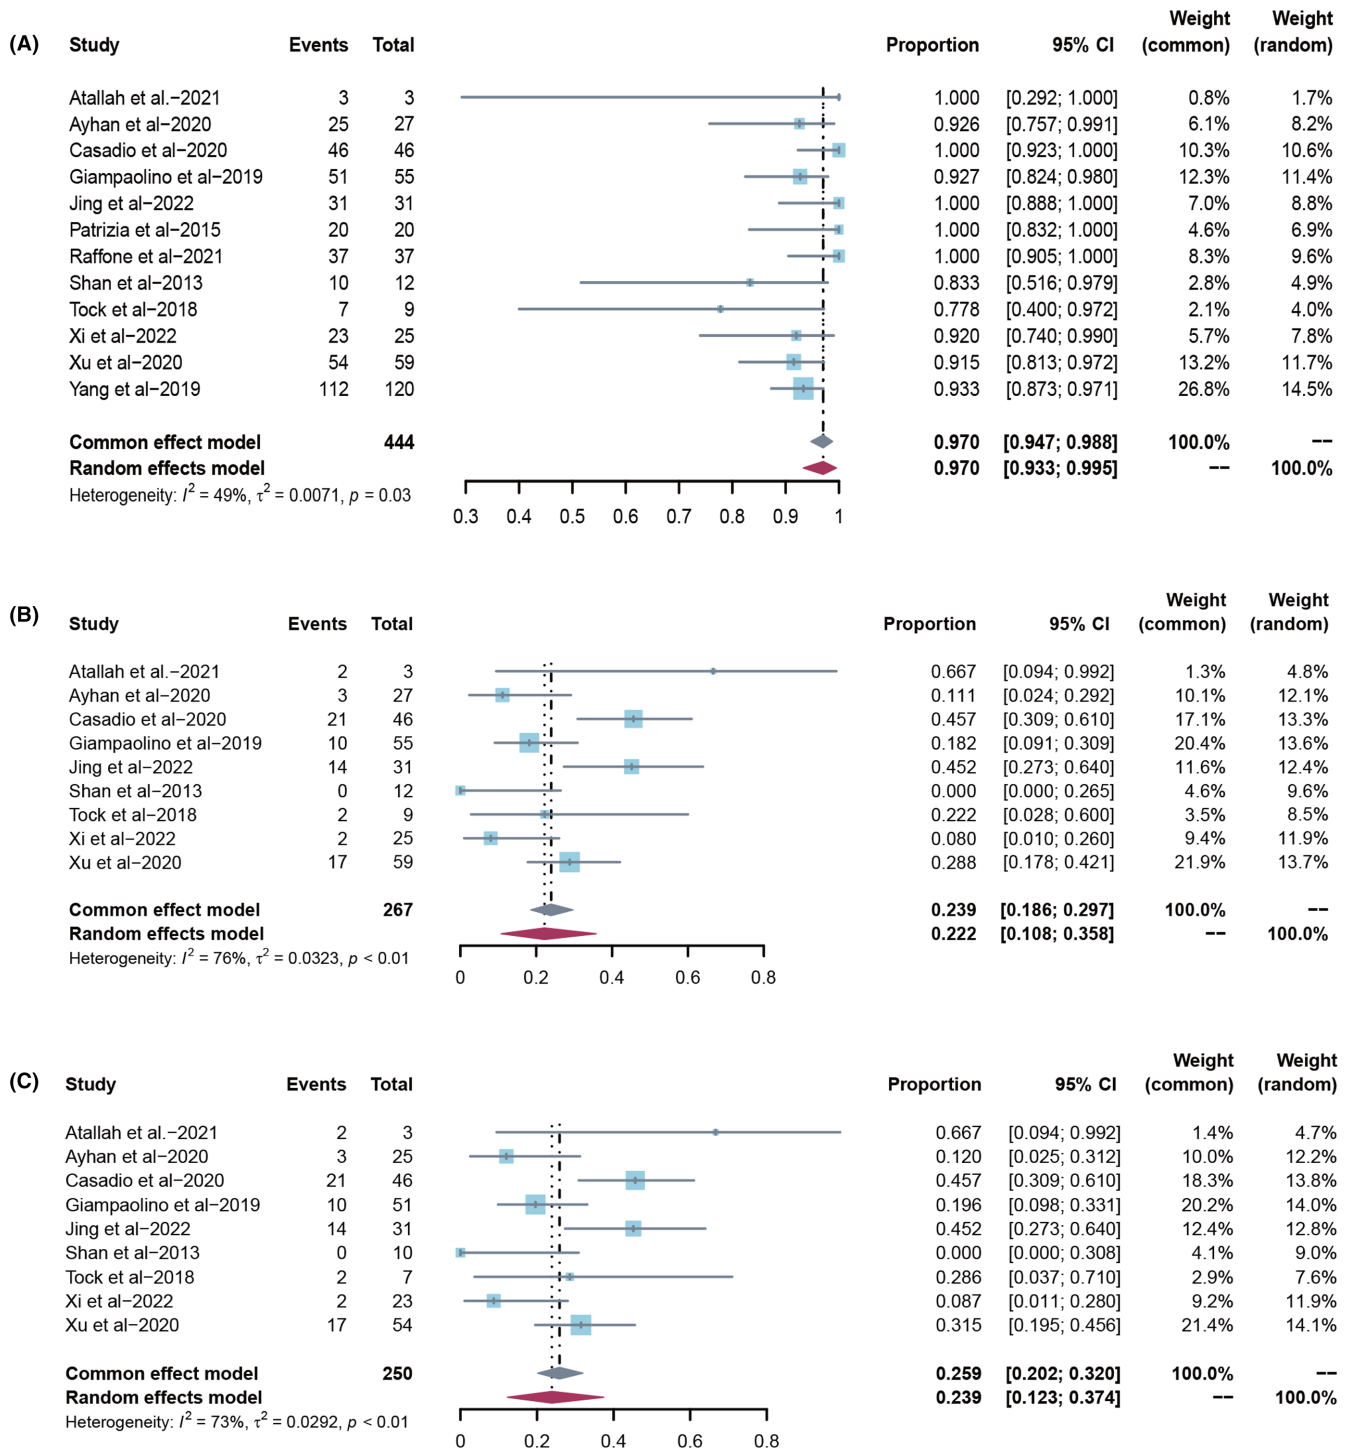 Weight Weight
(A) Study Events Total Proportion 95% CI (common) (random)
Atallah et al.−2021 3 3 1.000 [0.292; 1.000] 0.8% 1.7%
Ayhan et al−2020 25 27 0.926 [0.757; 0.991] 6.1% 8.2%
Casadio et al−2020 46 46 1.000 [0.923; 1.000] 10.3% 10.6%
Giampaolino et al−2019 51 55 0.927 [0.824; 0.980] 12.3% 11.4%
Jing et al−2022 31 31 1.000 [0.888; 1.000] 7.0% 8.8%
Patrizia et al−2015 20 20 1.000 [0.832; 1.000] 4.6% 6.9%
Raffone et al−2021 37 37 1.000 [0.905; 1.000] 8.3% 9.6%
Shan et al−2013 10 12 0.833 [0.516; 0.979] 2.8% 4.9%
Tock et al−2018 7 9 0.778 [0.400; 0.972] 2.1% 4.0%
Xi et al−2022 23 25 0.920 [0.740; 0.990] 5.7% 7.8%
Xu et al−2020 54 59 0.915 [0.813; 0.972] 13.2% 11.7%
Yang et al−2019 112 120 0.933 [0.873; 0.971] 26.8% 14.5%
Common effect model 444 0.970 [0.947; 0.988] 100.0% −−
Random effects model 0.970 [0.933; 0.995] −− 100.0%
Heterogeneity: I² = 49%, τ² = 0.0071, p = 0.03
0.3 0.4 0.5 0.6 0.7 0.8 0.9 1
Weight Weight
(B) Study Events Total Proportion 95% CI (common) (random)
Atallah et al.−2021 2 3 0.667 [0.094; 0.992] 1.3% 4.8%
Ayhan et al−2020 3 27 0.111 [0.024; 0.292] 10.1% 12.1%
Casadio et al−2020 21 46 0.457 [0.309; 0.610] 17.1% 13.3%
Giampaolino et al−2019 10 55 0.182 [0.091; 0.309] 20.4% 13.6%
Jing et al−2022 14 31 0.452 [0.273; 0.640] 11.6% 12.4%
Shan et al−2013 0 12 0.000 [0.000; 0.265] 4.6% 9.6%
Tock et al−2018 2 9 0.222 [0.028; 0.600] 3.5% 8.5%
Xi et al−2022 2 25 0.080 [0.010; 0.260] 9.4% 11.9%
Xu et al−2020 17 59 0.288 [0.178; 0.421] 21.9% 13.7%
Common effect model 267 0.239 [0.186; 0.297] 100.0% −−
Random effects model 0.222 [0.108; 0.358] −− 100.0%
Heterogeneity: I² = 76%, τ² = 0.0323, p < 0.01
0 0.2 0.4 0.6 0.8
Weight Weight
(C) Study Events Total Proportion 95% CI (common) (random)
Atallah et al.−2021 2 3 0.667 [0.094; 0.992] 1.4% 4.7%
Ayhan et al−2020 3 25 0.120 [0.025; 0.312] 10.0% 12.2%
Casadio et al−2020 21 46 0.457 [0.309; 0.610] 18.3% 13.8%
Giampaolino et al−2019 10 51 0.196 [0.098; 0.331] 20.2% 14.0%
Jing et al−2022 14 31 0.452 [0.273; 0.640] 12.4% 12.8%
Shan et al−2013 0 10 0.000 [0.000; 0.308] 4.1% 9.0%
Tock et al−2018 2 7 0.286 [0.037; 0.710] 2.9% 7.6%
Xi et al−2022 2 23 0.087 [0.011; 0.280] 9.2% 11.9%
Xu et al−2020 17 54 0.315 [0.195; 0.456] 21.4% 14.1%
Common effect model 250 0.259 [0.202; 0.320] 100.0% −−
Random effects model 0.239 [0.123; 0.374] −− 100.0%
Heterogeneity: I² = 73%, τ² = 0.0292, p < 0.01
0 0.2 0.4 0.6 0.8